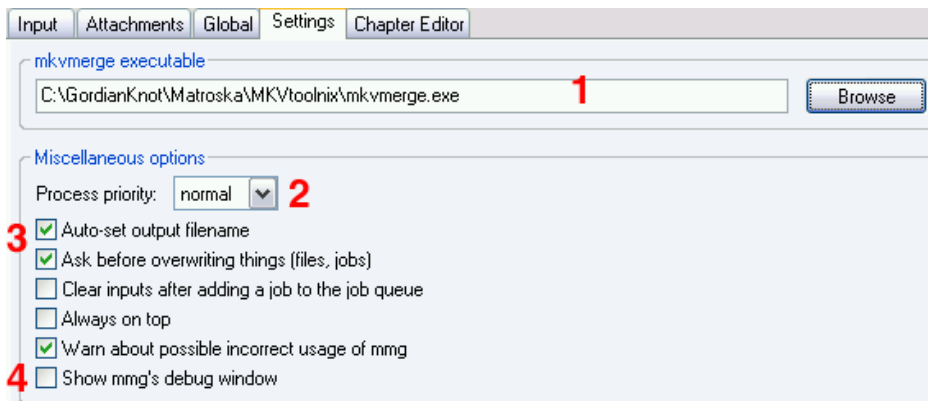 Input Attachments Global Settings Chapter Editor
mkvmerge executable
C:\GordianKnot\Matroska\MKVtoolnix\mkvmerge.exe 1 Browse
Miscellaneous options
Process priority: normal 2
3 Auto-set output filename
Ask before overwriting things (files, jobs)
Clear inputs after adding a job to the job queue
Always on top
Warn about possible incorrect usage of mmg
4 Show mmg's debug window